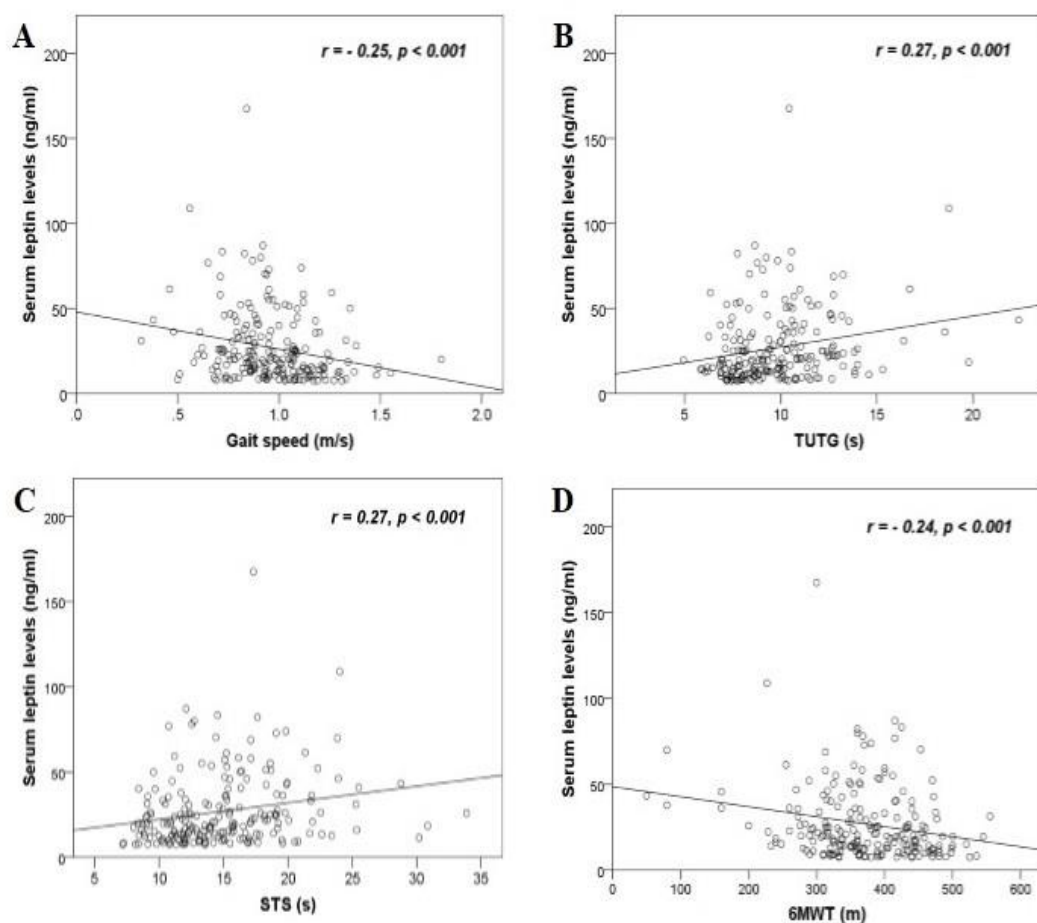 A
r = - 0.25, p < 0.001
Serum leptin levels (ng/ml)
200
150
100
50
0
.0 .5 1.0 1.5 2.0
Gait speed (m/s)
B
r = 0.27, p < 0.001
Serum leptin levels (ng/ml)
200
150
100
50
0
5 10 15 20
TUTG (s)
C
r = 0.27, p < 0.001
Serum leptin levels (ng/ml)
200
150
100
50
0
5 10 15 20 25 30 35
STS (s)
D
r = - 0.24, p < 0.001
Serum leptin levels (ng/ml)
200
150
100
50
0
0 100 200 300 400 500 600
6MWT (m)